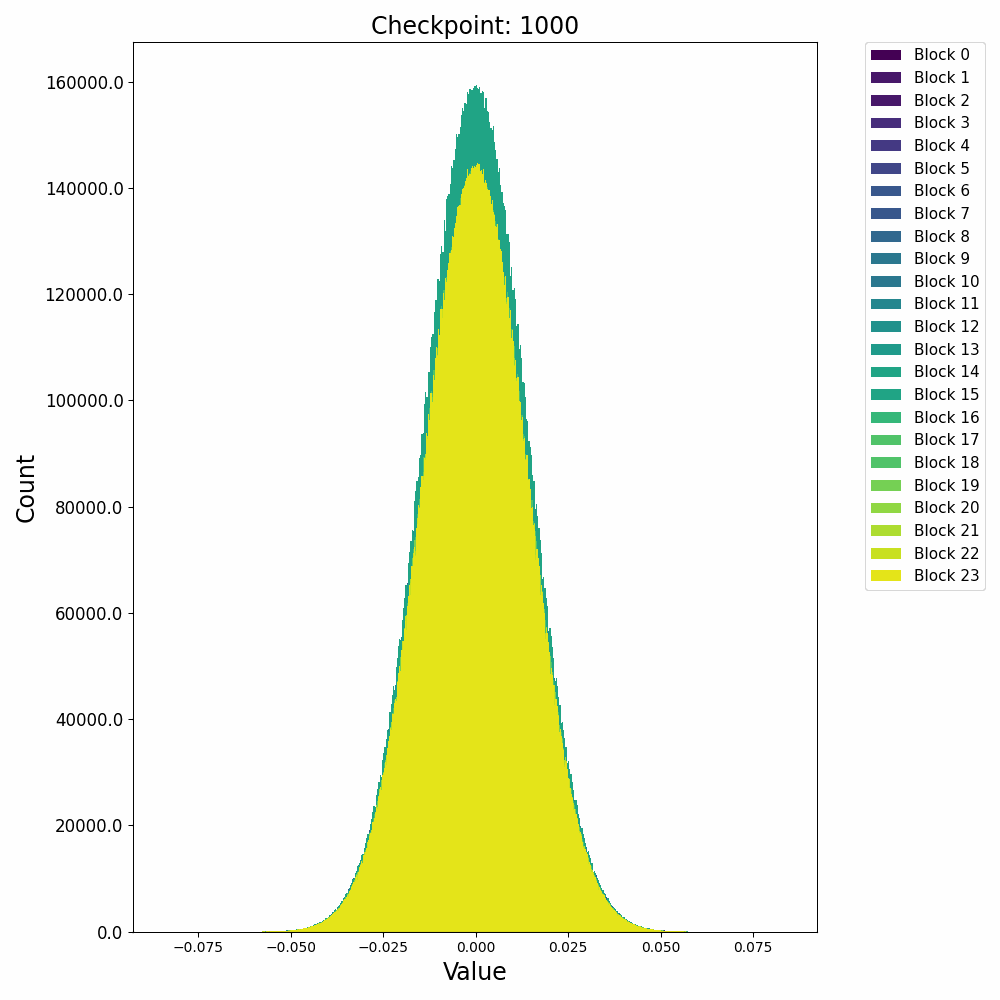 Checkpoint: 1000
160000.0
140000.0
120000.0
100000.0
80000.0
60000.0
40000.0
20000.0
0.0
Count
−0.075
−0.050
−0.025
0.000
0.025
0.050
0.075
Value
Block 0
Block 1
Block 2
Block 3
Block 4
Block 5
Block 6
Block 7
Block 8
Block 9
Block 10
Block 11
Block 12
Block 13
Block 14
Block 15
Block 16
Block 17
Block 18
Block 19
Block 20
Block 21
Block 22
Block 23